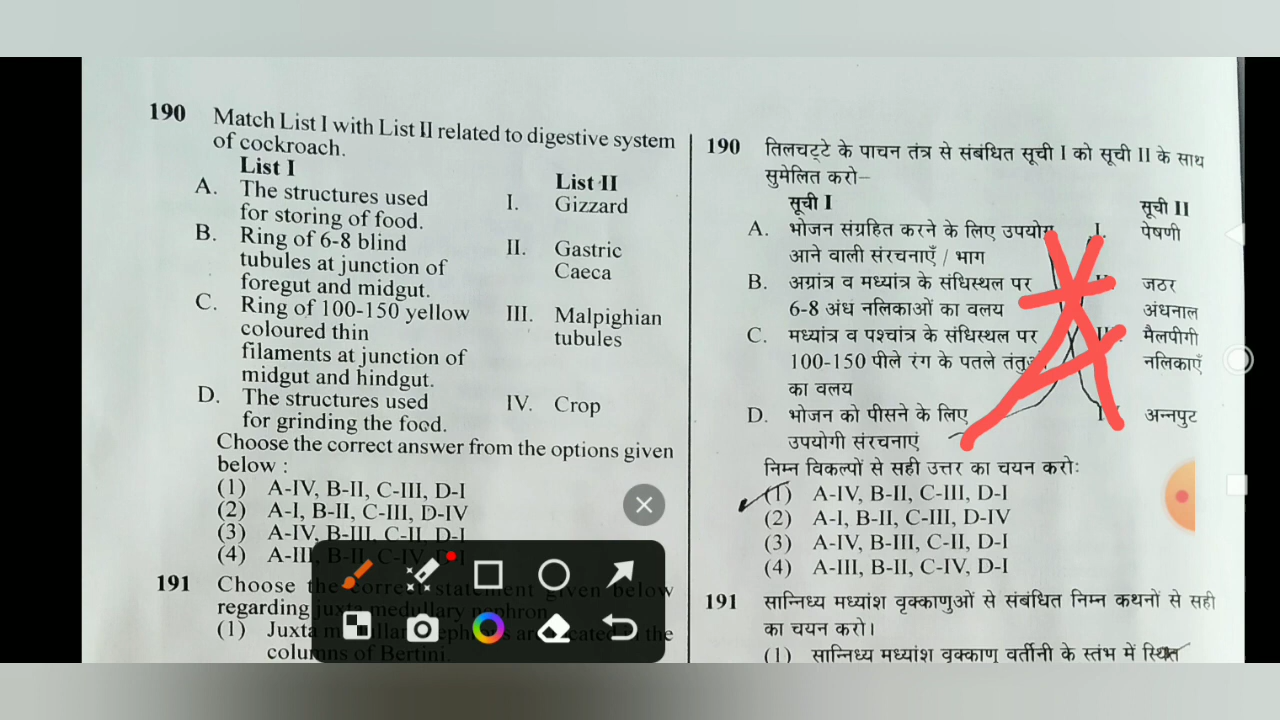 190 Match List I with List II related to digestive system
of cockroach.
List I
List II
A. The structures used
for storing of food.
I. Gizzard
B. Ring of 6-8 blind
tubules at junction of
foregut and midgut.
II. Gastric
Caeca
C. Ring of 100-150 yellow
coloured thin
filaments at junction of
midgut and hindgut.
III. Malpighian
tubules
D. The structures used
for grinding the food.
IV. Crop
Choose the correct answer from the options given
below :
(1) A-IV, B-II, C-III, D-I
(2) A-I, B-II, C-III, D-IV
(3) A-IV, B-III, C-II, D-I
(4) A-III, B-II, C-IV, D-I
191 Choose the correct statement given below
regarding juxta medullary nephron.
(1) Juxta medullary nephrons are located in the
columns of Bertini.
190 तिलचट्टे के पाचन तंत्र से संबंधित सूची I को सूची II के साथ
सुमेलित करो–
सूची I
सूची II
A. भोजन संग्रहित करने के लिए उपयोग
आने वाली संरचनाएँ / भाग
I. पेषणी
B. अग्रांत्र व मध्यांत्र के संधिस्थल पर
6-8 अंध नलिकाओं का वलय
जठर
अंधनाल
C. मध्यांत्र व पश्चांत्र के संधिस्थल पर
100-150 पीले रंग के पतले
का वलय
मैलपीगी
नलिकाएँ
D. भोजन को पीसने के लिए
उपयोगी संरचनाएं
अन्नपुट
निम्न विकल्पों से सही उत्तर का चयन करो:
(1) A-IV, B-II, C-III, D-I
(2) A-I, B-II, C-III, D-IV
(3) A-IV, B-III, C-II, D-I
(4) A-III, B-II, C-IV, D-I
191 सान्निध्य मध्यांश वृक्काणुओं से संबंधित निम्न कथनों से सही
का चयन करो।
(1) सान्निध्य मध्यांश वृक्काणु वर्तीनी के स्तंभ में स्थित